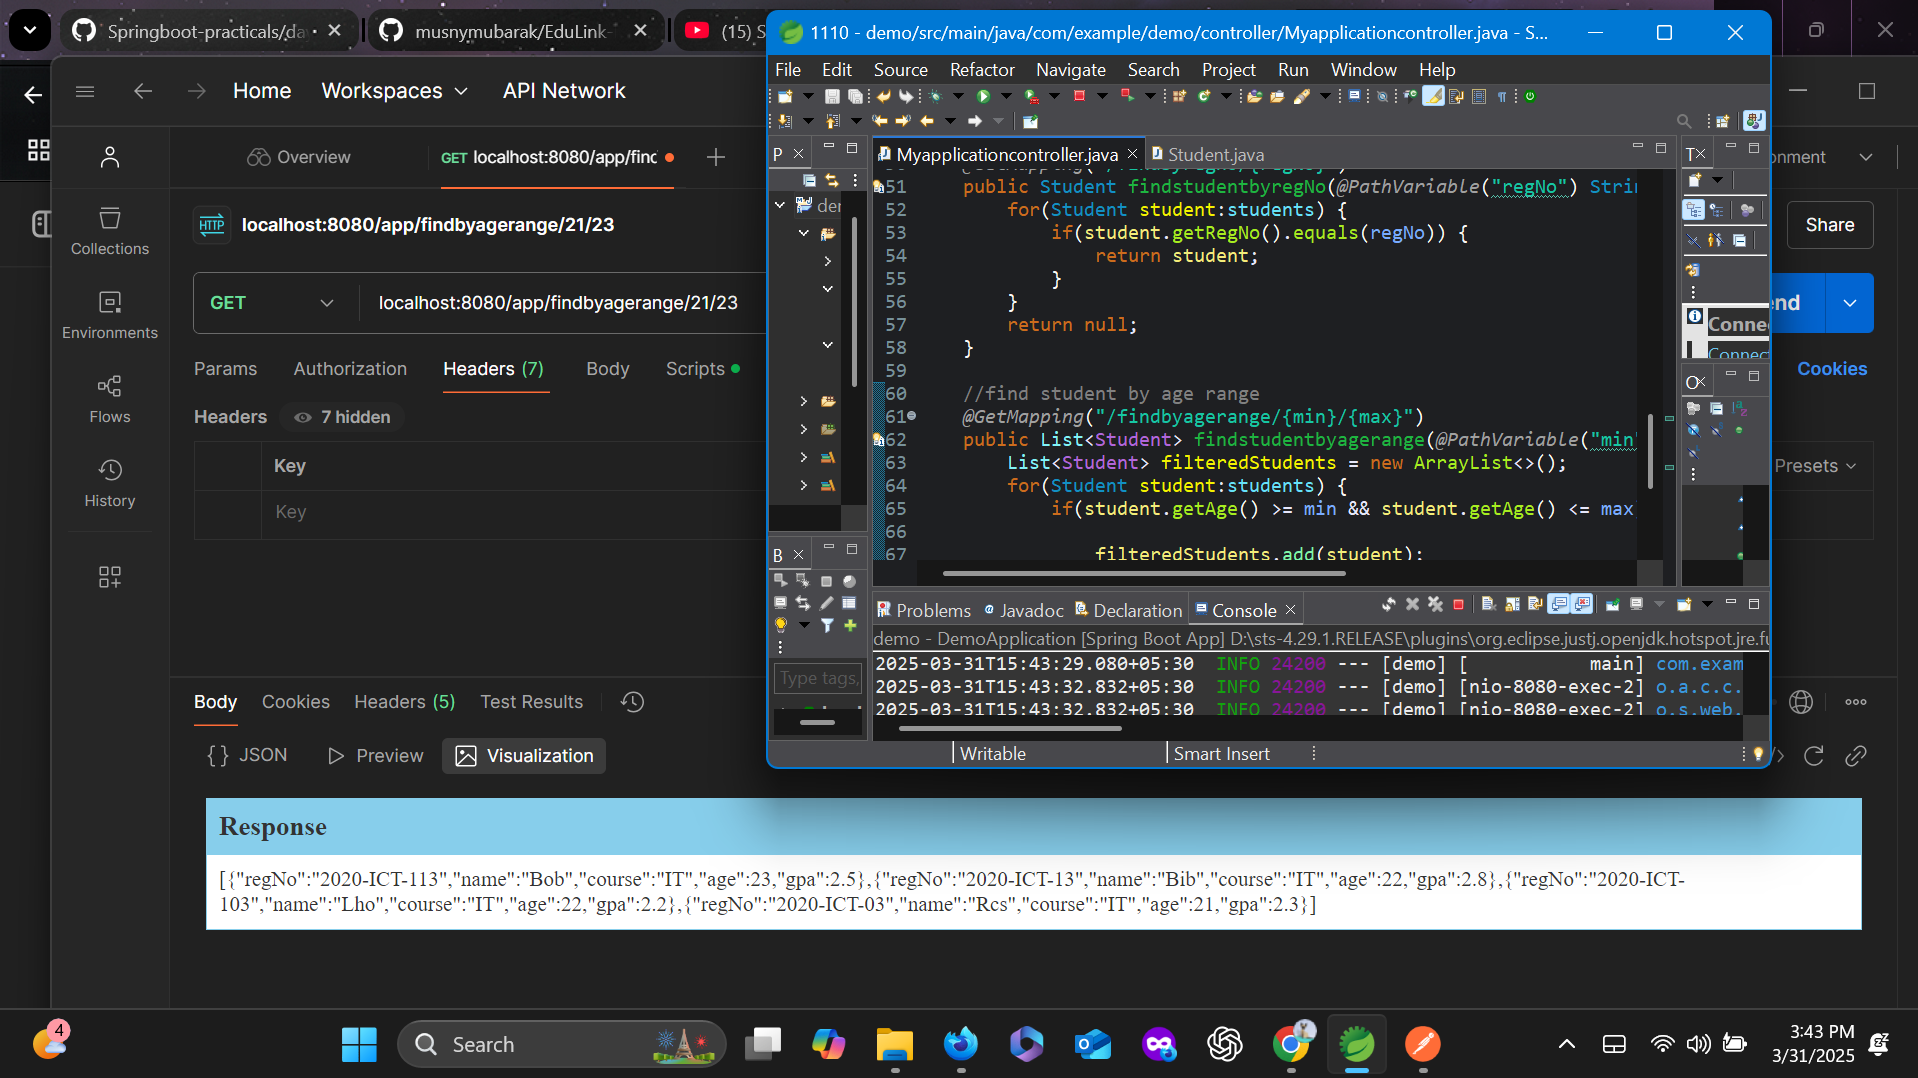 Springboot-practicals/da
musnymubarak/EduLink-
(15) S
Home
Workspaces
API Network
Overview
GET localhost:8080/app/finc
HTTP
localhost:8080/app/findbyagerange/21/23
Collections
Environments
Flows
History
GET
localhost:8080/app/findbyagerange/21/23
Params
Authorization
Headers (7)
Body
Scripts
Headers
7 hidden
Key
Key
Share
Cookies
Presets
Body
Cookies
Headers (5)
Test Results
{} JSON
Preview
Visualization
Response
[{"regNo":"2020-ICT-113","name":"Bob","course":"IT","age":23,"gpa":2.5},{"regNo":"2020-ICT-13","name":"Bib","course":"IT","age":22,"gpa":2.8},{"regNo":"2020-ICT-
103","name":"Lho","course":"IT","age":22,"gpa":2.2},{"regNo":"2020-ICT-03","name":"Rcs","course":"IT","age":21,"gpa":2.3}]
1110 - demo/src/main/java/com/example/demo/controller/Myapplicationcontroller.java - S...
File Edit Source Refactor Navigate Search Project Run Window Help
P
Myapplicationcontroller.java
Student.java
T
51 public Student findstudentbyregNo(@PathVariable("regNo") Strin
52 for(Student student:students) {
53 if(student.getRegNo().equals(regNo)) {
54 return student;
55 }
56 }
57 return null;
58 }
59
60 //find student by age range
61 @GetMapping("/findbyagerange/{min}/{max}")
62 public List<Student> findstudentbyagerange(@PathVariable("min"
63 List<Student> filteredStudents = new ArrayList<>();
64 for(Student student:students) {
65 if(student.getAge() >= min && student.getAge() <= max
66
67 filteredStudents.add(student);
der
Conne
Connect
O
B
Type tags,
Problems
Javadoc
Declaration
Console
demo - DemoApplication [Spring Boot App] D:\sts-4.29.1.RELEASE\plugins\org.eclipse.justj.openjdk.hotspot.jre.fu
2025-03-31T15:43:29.080+05:30 INFO 24200 --- [demo] [ main] com.exam
2025-03-31T15:43:32.832+05:30 INFO 24200 --- [demo] [nio-8080-exec-2] o.a.c.c.
2025-03-31T15:43:32.832+05:30 INFO 24200 --- [demo] [nio-8080-exec-2] o.s.web.
Writable
Smart Insert
4
Search
3:43 PM
3/31/2025